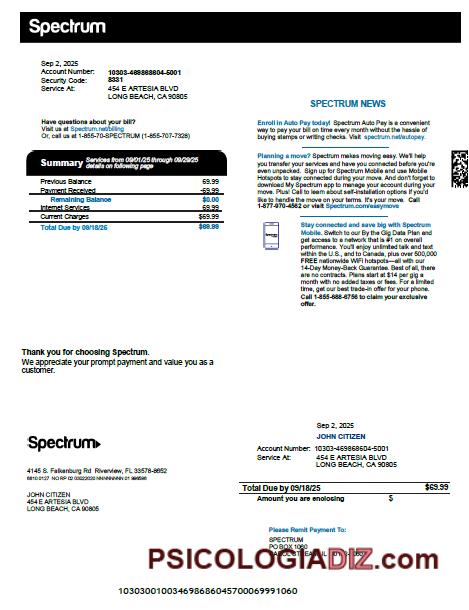 Spectrum
Sep 2, 2025
Account Number: 10303-469868604-5001
Security Code: 8331
Service At: 454 E ARTESIA BLVD
LONG BEACH, CA 90805
Have questions about your bill?
Visit us at Spectrum.net/billing
Or, call us at 1-855-70-SPECTRUM (1-855-707-7328)
Summary Services from 09/01/25 through 09/29/25
details on following page
Previous Balance 69.99
Payment Received -69.99
Remaining Balance $0.00
Internet Services 69.99
Current Charges $69.99
Total Due by 09/18/25 $69.99
SPECTRUM NEWS
Enroll in Auto Pay today! Spectrum Auto Pay is a convenient
way to pay your bill on time every month without the hassle of
buying stamps or writing checks. Visit spectrum.net/autopay.
Planning a move? Spectrum makes moving easy. We'll help
you transfer your services and have you connected before you're
even unpacked. Sign up for Spectrum Mobile and use Mobile
Hotspots to stay connected during your move. And don't forget to
download My Spectrum app to manage your account during your
move. Plus! Call to learn about self-installation options if you'd
like to handle the move on your terms. It's your move. Call
1-877-970-4562 or visit Spectrum.com/easymove
Stay connected and save big with Spectrum
Mobile. Switch to our By the Gig Data Plan and
get access to a network that is #1 on overall
performance. You'll enjoy unlimited talk and text
within the U.S., and to Canada, plus over 500,000
FREE nationwide WiFi hotspots—all with our
14-Day Money-Back Guarantee. Best of all, there
are no contracts. Plans start at $14 per gig a
month with no added taxes or fees. For a limited
time, get our best trade-in offer for your phone.
Call 1-855-688-6756 to claim your exclusive
offer.
Thank you for choosing Spectrum.
We appreciate your prompt payment and value you as a
customer.
Spectrum
4145 S. Falkenburg Rd Riverview, FL 33578-8652
JOHN CITIZEN
454 E ARTESIA BLVD
LONG BEACH, CA 90805
Sep 2, 2025
JOHN CITIZEN
Account Number: 10303-469868604-5001
Service At: 454 E ARTESIA BLVD
LONG BEACH, CA 90805
Total Due by 09/18/25 $69.99
Amount you are enclosing $
Please Remit Payment To:
SPECTRUM
PO BOX 1060
PSICOLOGIADIZ.com
1030300100346986860457000699910​60